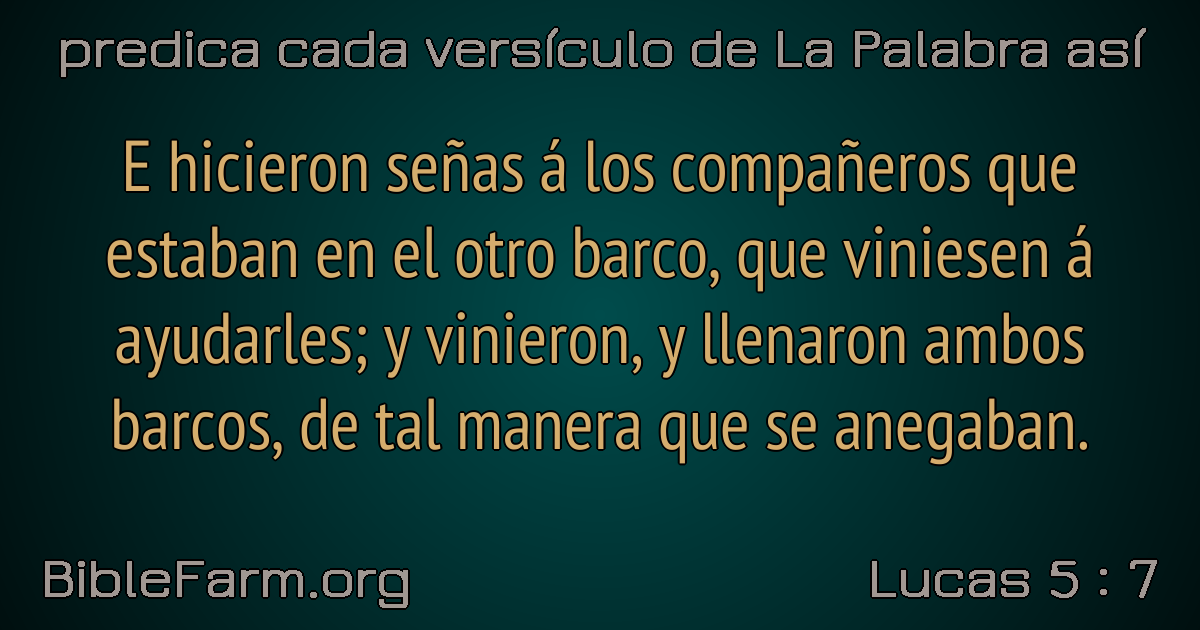 predica cada versículo de La Palabra así
E hicieron señas á los compañeros que
estaban en el otro barco, que viniesen á
ayudarles; y vinieron, y llenaron ambos
barcos, de tal manera que se anegaban.
BibleFarm.org
Lucas 5 : 7